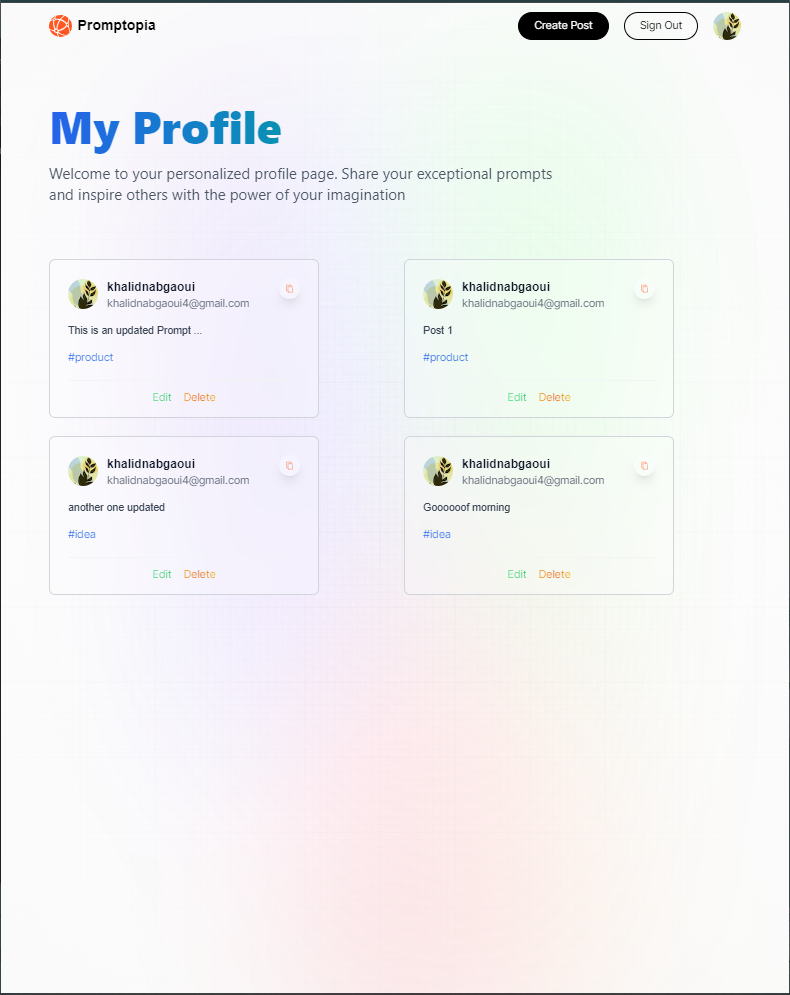 Promptopia
Create Post
Sign Out
My Profile
Welcome to your personalized profile page. Share your exceptional prompts
and inspire others with the power of your imagination
khalidnabgaoui
khalidnabgaoui4@gmail.com
This is an updated Prompt ...
#product
Edit Delete
khalidnabgaoui
khalidnabgaoui4@gmail.com
Post 1
#product
Edit Delete
khalidnabgaoui
khalidnabgaoui4@gmail.com
another one updated
#idea
Edit Delete
khalidnabgaoui
khalidnabgaoui4@gmail.com
Goooooof morning
#idea
Edit Delete